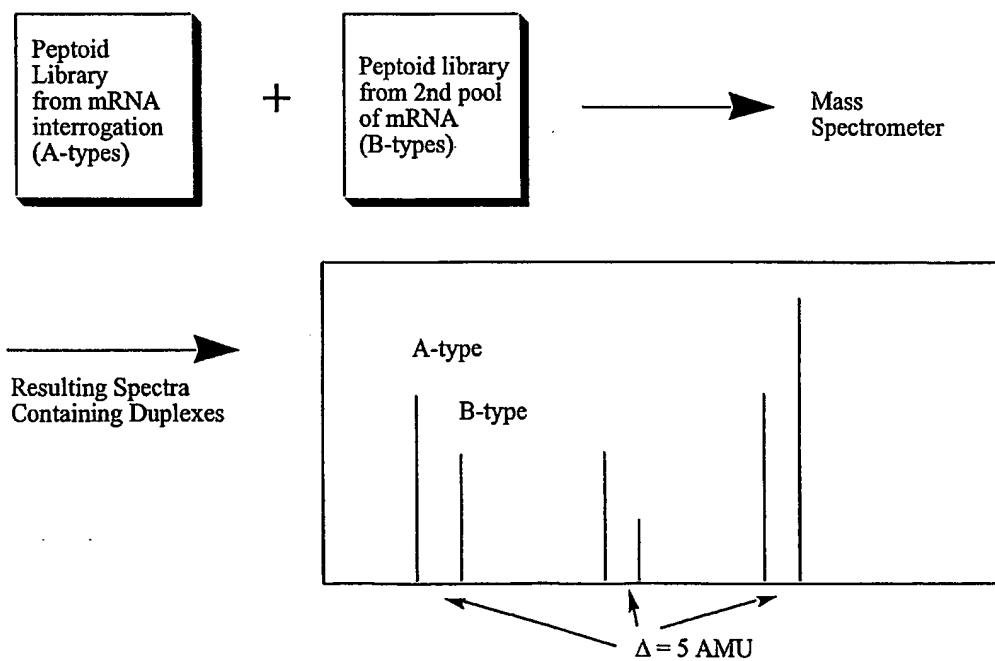 Peptoid
Library
from mRNA
interrogation
(A-types)
+
Peptoid library
from 2nd pool
of mRNA
(B-types)
Mass
Spectrometer
Resulting Spectra
Containing Duplexes
A-type
B-type
Δ = 5 AMU